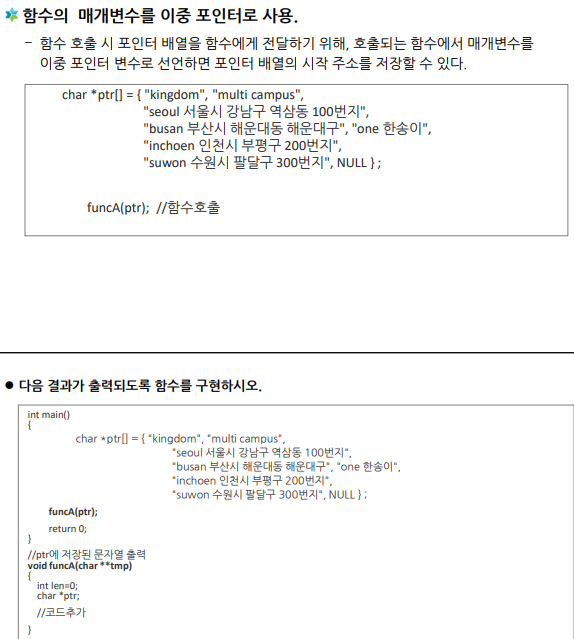 함수의 매개변수를 이중 포인터로 사용.
– 함수 호출 시 포인터 배열을 함수에게 전달하기 위해, 호출되는 함수에서 매개변수를
이중 포인터 변수로 선언하면 포인터 배열의 시작 주소를 저장할 수 있다.
char *ptr[] = { "kingdom", "multi campus",
"seoul 서울시 강남구 역삼동 100번지",
"busan 부산시 해운대동 해운대구", "one 한송이",
"inchoen 인천시 부평구 200번지",
"suwon 수원시 팔달구 300번지", NULL } ;
funcA(ptr); //함수호출
● 다음 결과가 출력되도록 함수를 구현하시오.
int main()
{
char *ptr[] = { "kingdom", "multi campus",
"seoul 서울시 강남구 역삼동 100번지",
"busan 부산시 해운대동 해운대구", "one 한송이",
"inchoen 인천시 부평구 200번지",
"suwon 수원시 팔달구 300번지", NULL } ;
funcA(ptr);
return 0;
}
//ptr에 저장된 문자열 출력
void funcA(char **tmp)
{
int len=0;
char *ptr;
//코드추가
}